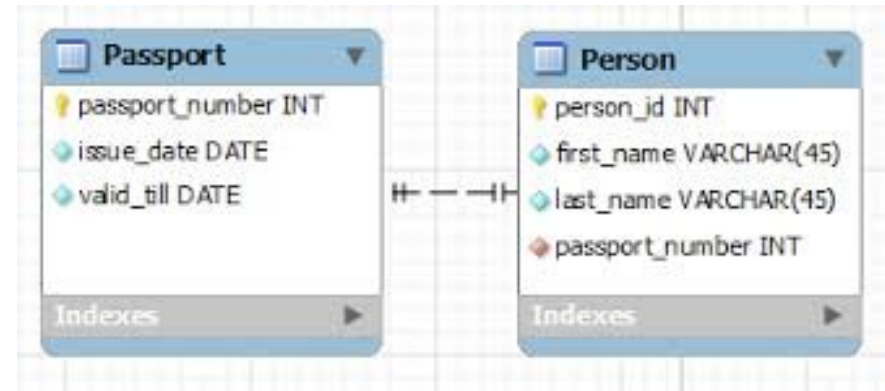 Passport
passport_number INT
issue_date DATE
valid_till DATE
Indexes
Person
person_id INT
first_name VARCHAR(45)
last_name VARCHAR(45)
passport_number INT
Indexes